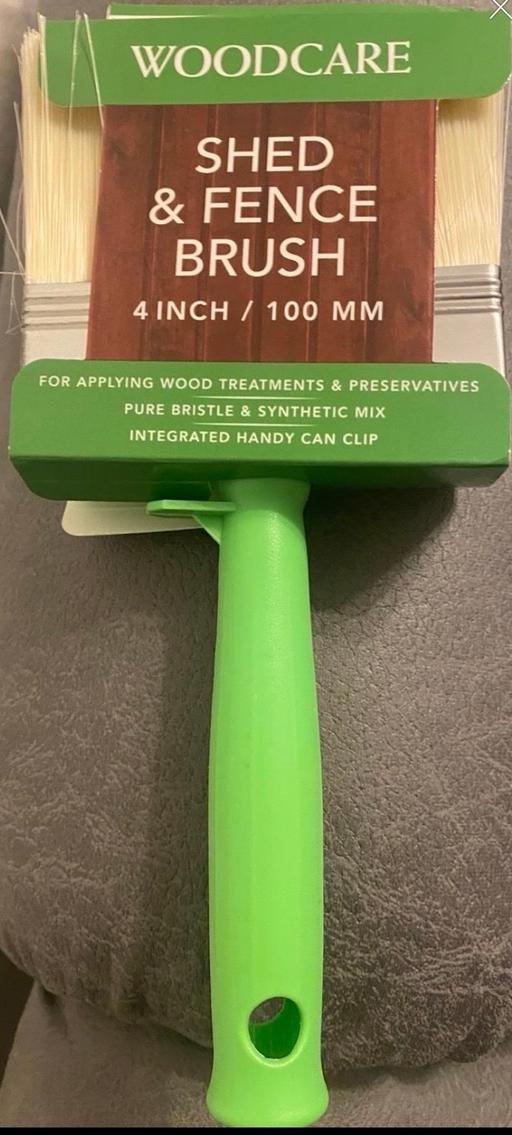 WOODCARE
SHED
& FENCE
BRUSH
4 INCH / 100 MM
FOR APPLYING WOOD TREATMENTS & PRESERVATIVES
PURE BRISTLE & SYNTHETIC MIX
INTEGRATED HANDY CAN CLIP